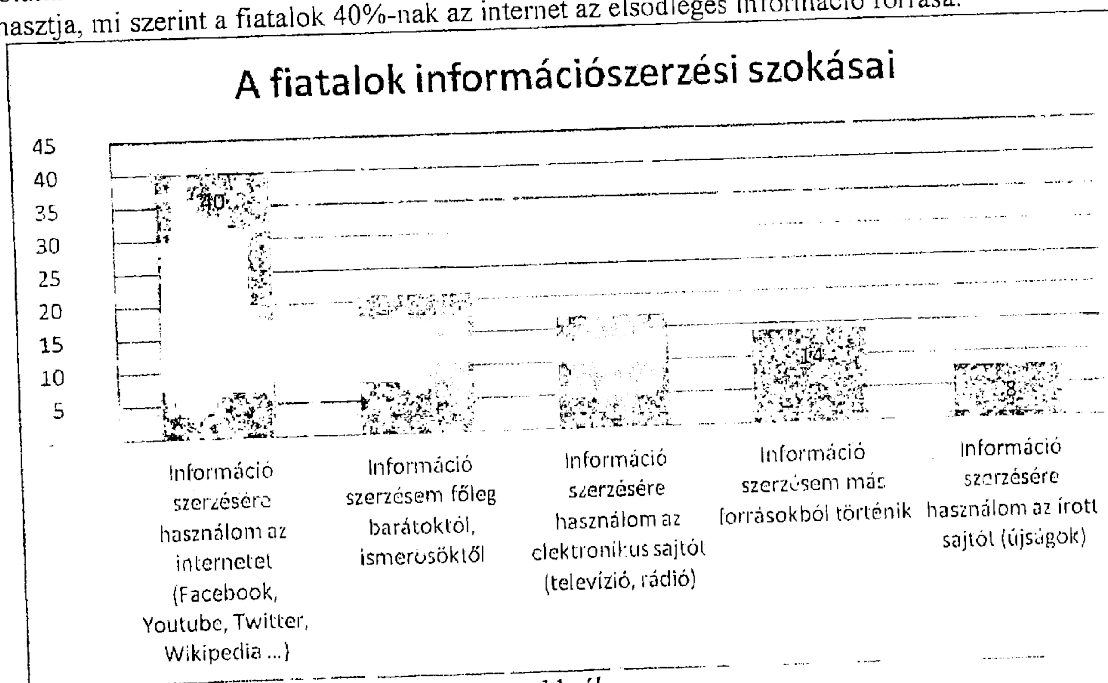 hasztja, mi szerint a fiatalok 40%-nak az internet az elsődleges információ forrása.
A fiatalok információszerzési szokásai
45
40
35
30
25
20
15
10
5
40
14
8
Információ
szerzésére
használom az
internetet
(Facebook,
Youtube, Twitter,
Wikipedia ...)
Információ
szerzésem főleg
barátoktól,
ismerősöktől
Információ
szerzésére
használom az
elektronikus sajtót
(televízió, rádió)
Információ
szerzésem más
forrásokból történik
Információ
szerzésére
használom az írott
sajtót (újságok)